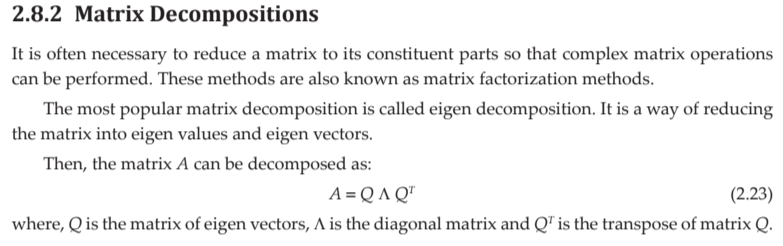 2.8.2 Matrix Decompositions
It is often necessary to reduce a matrix to its constituent parts so that complex matrix operations
can be performed. These methods are also known as matrix factorization methods.
The most popular matrix decomposition is called eigen decomposition. It is a way of reducing
the matrix into eigen values and eigen vectors.
Then, the matrix A can be decomposed as:
A = Q Λ Qᵀ (2.23)
where, Q is the matrix of eigen vectors, Λ is the diagonal matrix and Qᵀ is the transpose of matrix Q.